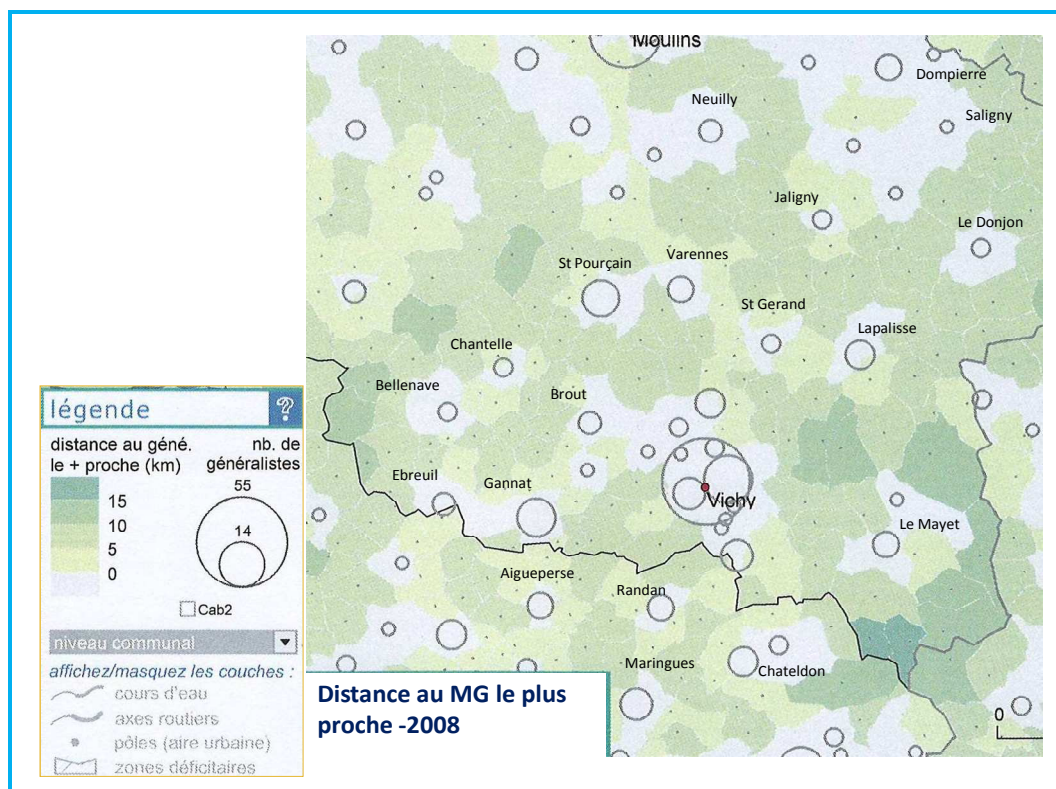 Moulins
Dompierre
Neuilly
Saligny
Jaligny
Le Donjon
St Pourçain
Varennes
St Gerand
Lapalisse
Chantelle
Bellenave
Brout
Ebreuil
Gannat
Vichy
Le Mayet
Aigueperse
Randan
Maringues
Chateldon
0
légende ?
distance au géné. nb. de
le + proche (km) généralistes
55
15
14
10
5
0
Cab2
niveau communal
affichez/masquez les couches :
cours d'eau
axes routiers
pôles (aire urbaine)
zones déficitaires
Distance au MG le plus
proche -2008